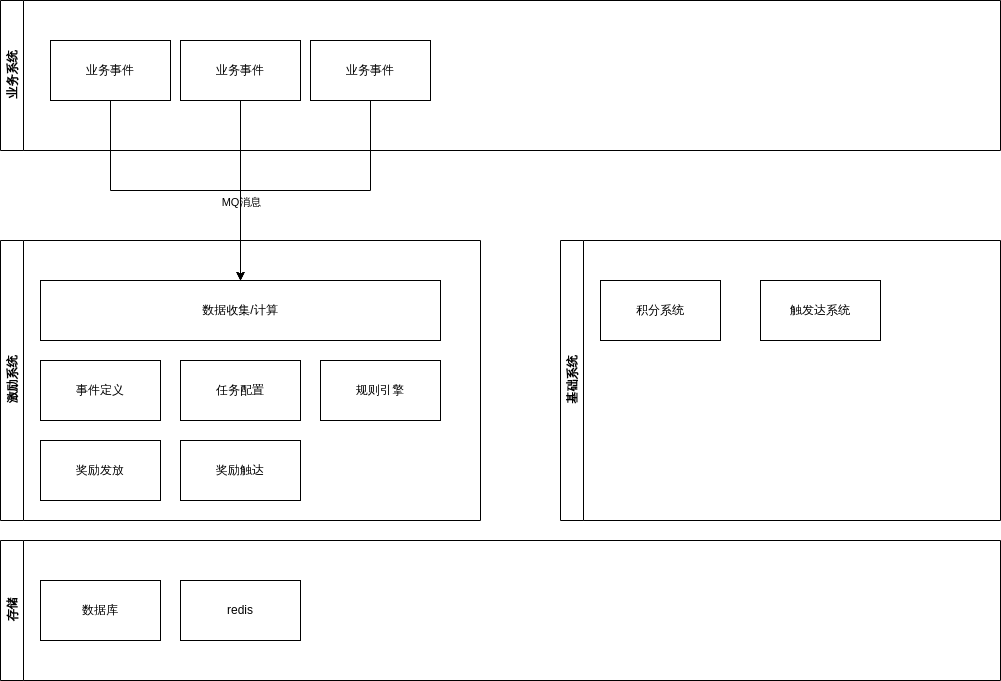 业务系统
业务事件
业务事件
业务事件
MQ消息
激励系统
数据收集/计算
事件定义
任务配置
规则引擎
奖励发放
奖励触达
基础系统
积分系统
触发达系统
存储
数据库
redis